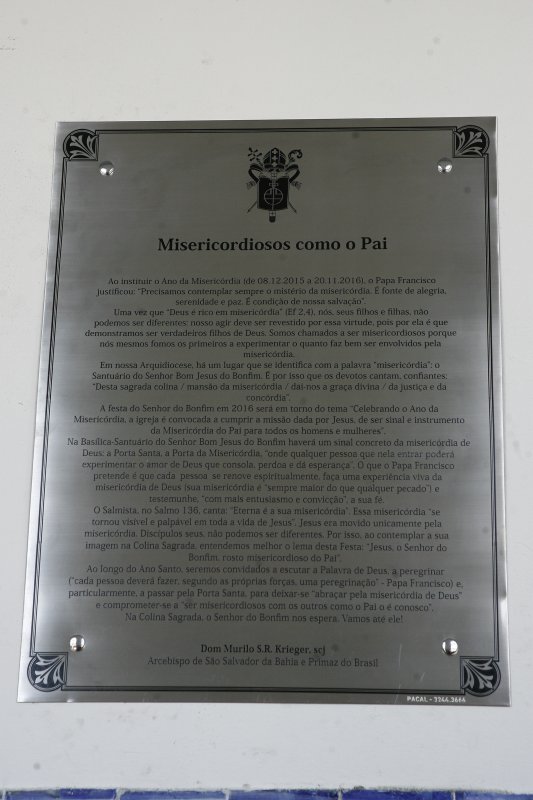 Misericordiosos como o Pai
Ao instituir o Ano da Misericórdia (de 08.12.2015 a 20.11.2016), o Papa Francisco
justificou: "Precisamos contemplar sempre o mistério da misericórdia. É fonte de alegria,
serenidade e paz. É condição de nossa salvação".
Uma vez que "Deus é rico em misericórdia" (Ef 2,4), nós, seus filhos e filhas, não
podemos ser diferentes: nosso agir deve ser revestido por essa virtude, pois por ela é que
demonstramos ser verdadeiros filhos de Deus. Somos chamados a ser misericordiosos porque
nós mesmos fomos os primeiros a experimentar o quanto faz bem ser envolvidos pela
misericórdia.
Em nossa Arquidiocese, há um lugar que se identifica com a palavra "misericórdia": o
Santuário do Senhor Bom Jesus do Bonfim. É por isso que os devotos cantam, confiantes:
"Desta sagrada colina / mansão da misericórdia / dai-nos a graça divina / da justiça e da
concórdia".
A festa do Senhor do Bonfim em 2016 será em torno do tema "Celebrando o Ano da
Misericórdia, a igreja é convocada a cumprir a missão dada por Jesus, de ser sinal e instrumento
da Misericórdia do Pai para todos os homens e mulheres".
Na Basílica-Santuário do Senhor Bom Jesus do Bonfim haverá um sinal concreto da misericórdia de
Deus: a Porta Santa, a Porta da Misericórdia, "onde qualquer pessoa que nela entrar poderá
experimentar o amor de Deus que consola, perdoa e dá esperança". O que o Papa Francisco
pretende é que cada pessoa se renove espiritualmente, faça uma experiência viva da
misericórdia de Deus (sua misericórdia é "sempre maior do que qualquer pecado") e
testemunhe, "com mais entusiasmo e convicção", a sua fé.
O Salmista, no Salmo 136, canta: "Eterna é a sua misericórdia". Essa misericórdia "se
tornou visível e palpável em toda a vida de Jesus". Jesus era movido unicamente pela
misericórdia. Discípulos seus, não podemos ser diferentes. Por isso, ao contemplar a sua
imagem na Colina Sagrada, entendemos melhor o lema desta Festa: "Jesus, o Senhor do
Bonfim, rosto misericordioso do Pai".
Ao longo do Ano Santo, seremos convidados a escutar a Palavra de Deus, a peregrinar
("cada pessoa deverá fazer, segundo as próprias forças, uma peregrinação" - Papa Francisco) e,
particularmente, a passar pela Porta Santa, para deixar-se "abraçar pela misericórdia de Deus"
e comprometer-se a "ser misericordiosos com os outros como o Pai o é conosco".
Na Colina Sagrada, o Senhor do Bonfim nos espera. Vamos até ele!
Dom Murilo S.R. Krieger, scj
Arcebispo de São Salvador da Bahia e Primaz do Brasil
PACAL - 3244.3664